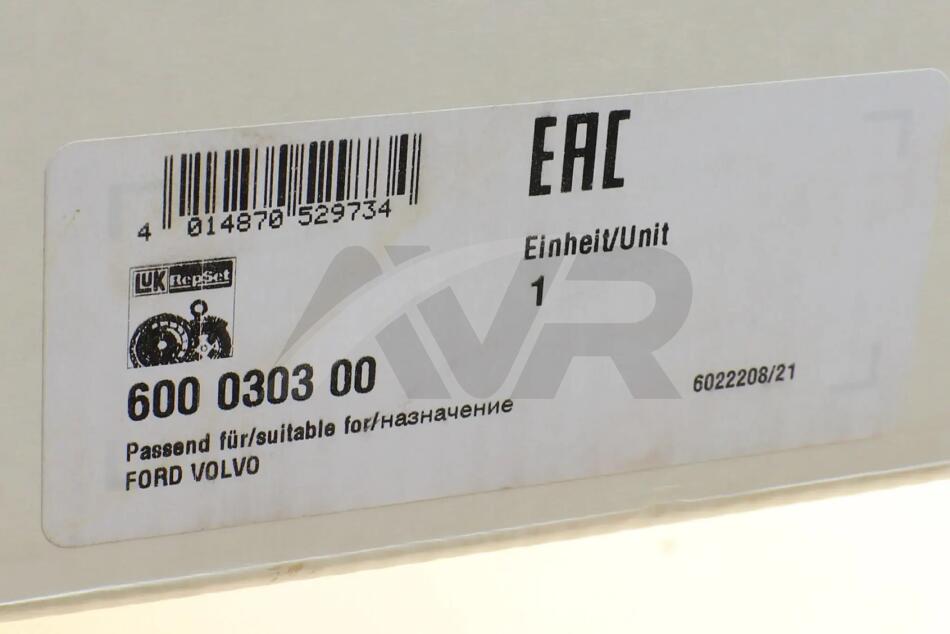 EAC
4 014870 529734
Einheit/Unit
1
LUK RepSet
600 0303 00
6022208/21
Passend für/suitable for/назначение
FORD VOLVO
AVR